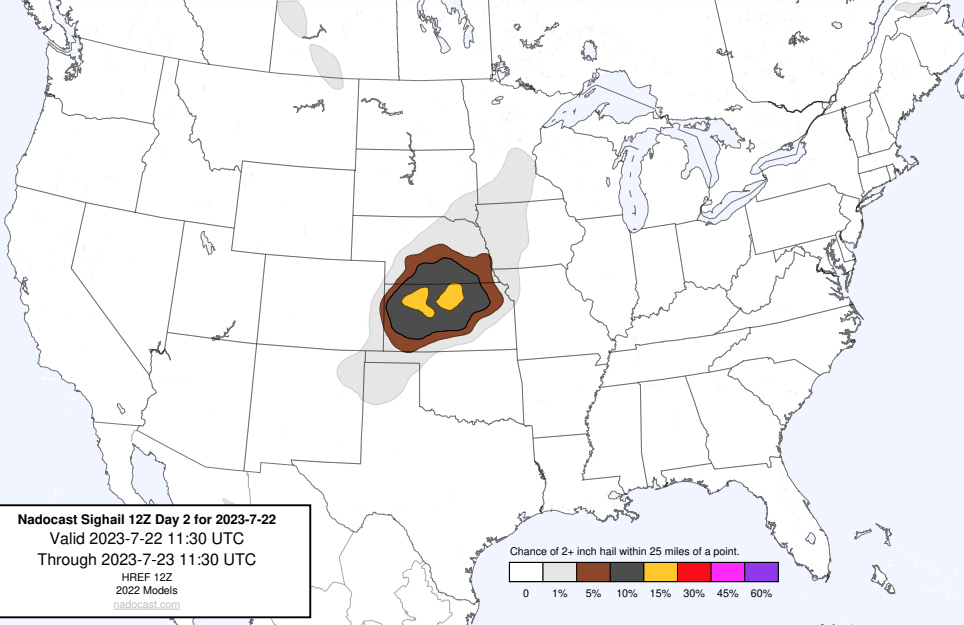 Nadocast Sighail 12Z Day 2 for 2023-7-22
Valid 2023-7-22 11:30 UTC
Through 2023-7-23 11:30 UTC
HREF 12Z
2022 Models
nadocast.com
Chance of 2+ inch hail within 25 miles of a point.
0 1% 5% 10% 15% 30% 45% 60%